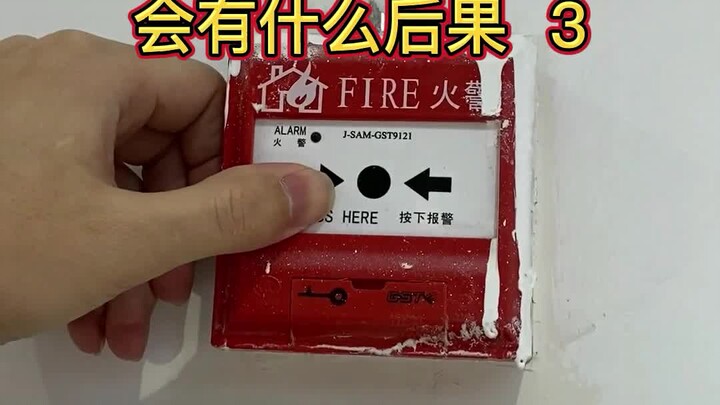 会有什么后果 3
FIRE 火警
ALARM
火 警
J-SAM-GST9121
SS HERE 按下报警
GST